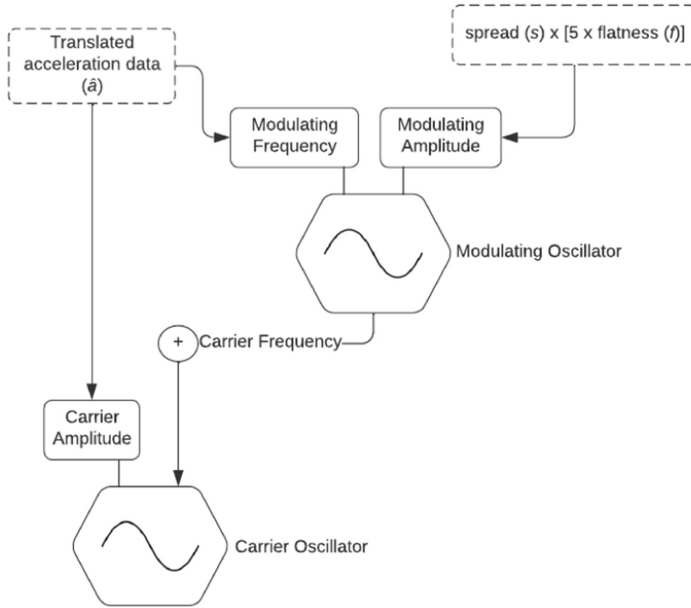 Translated
acceleration data
(â)
spread (s) x [5 x flatness (f)]
Modulating
Frequency
Modulating
Amplitude
Modulating Oscillator
+
Carrier Frequency
Carrier
Amplitude
Carrier Oscillator